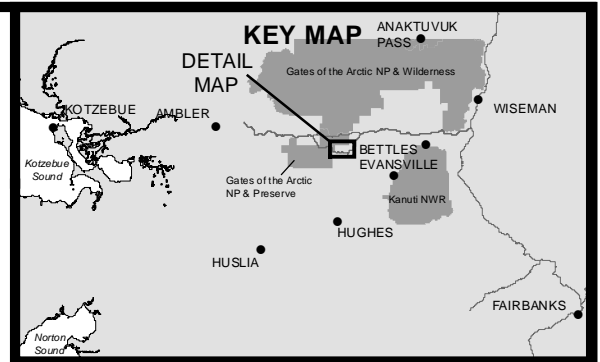 KEY MAP
ANAKTUVUK
PASS
DETAIL
MAP
Gates of the Arctic NP & Wilderness
WISEMAN
KOTZEBUE
AMBLER
Kotzebue
Sound
BETTLES
EVANSVILLE
Gates of the Arctic
NP & Preserve
Kanuti NWR
HUGHES
HUSLIA
FAIRBANKS
Norton
Sound